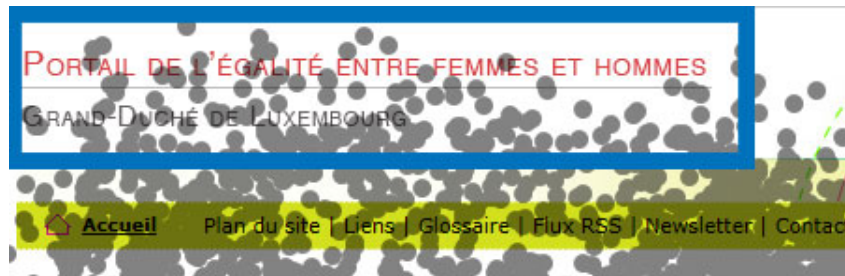 Portail de l'égalité entre femmes et hommes
Grand-Duché de Luxembourg
Accueil Plan du site | Liens | Glossaire | Flux RSS | Newsletter |